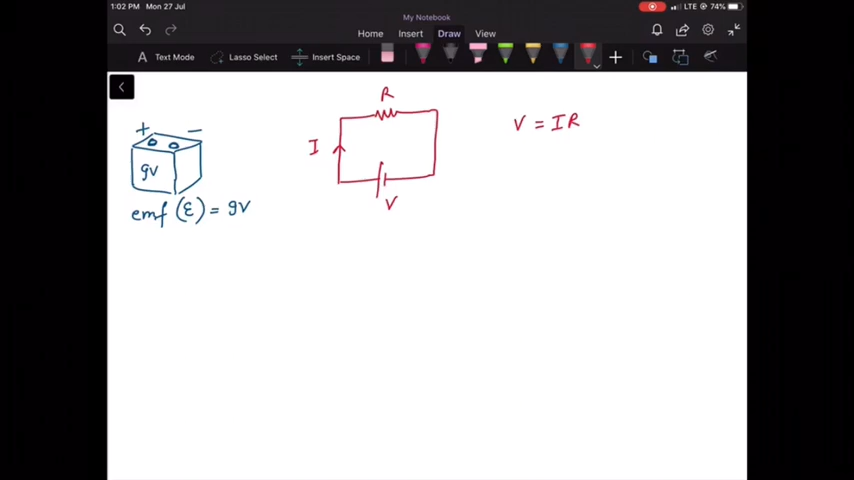 1:02 PM Mon 27 Jul
LTE 74%
My Notebook
Home Insert Draw View
Text Mode Lasso Select Insert Space
R
+ −
I
V = IR
9V
V
emf (ε) = 9V